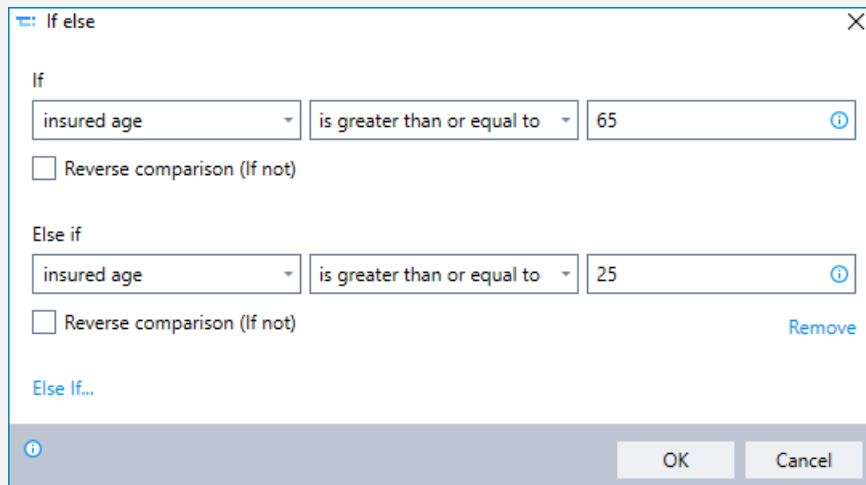 If else
If
insured age is greater than or equal to 65
Reverse comparison (If not)
Else if
insured age is greater than or equal to 25
Reverse comparison (If not)
Remove
Else If...
OK Cancel